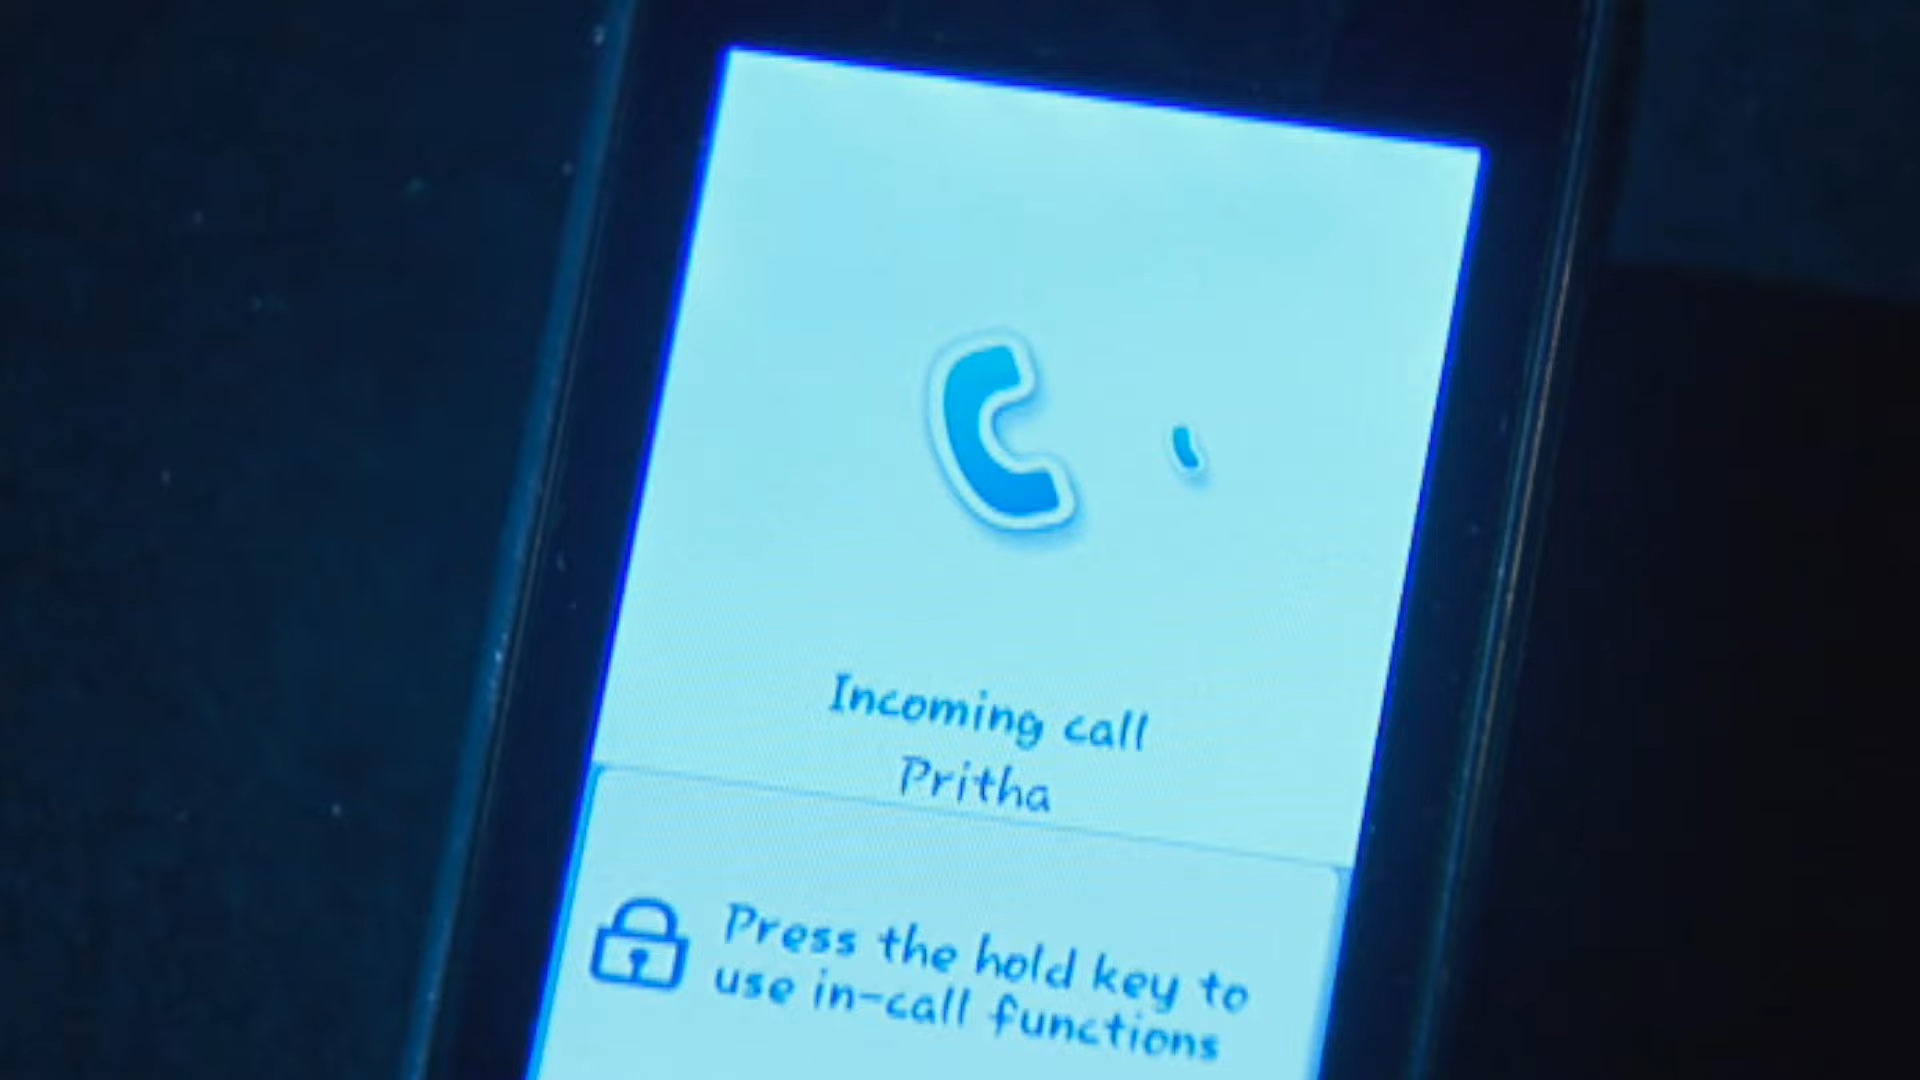 Incoming call
Pritha
Press the hold key to
use in-call functions